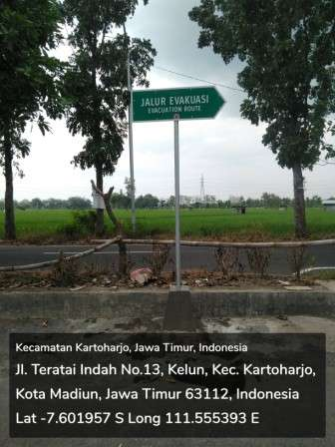 JALUR EVAKUASI
EVACUATION ROUTE
Kecamatan Kartoharjo, Jawa Timur, Indonesia
Jl. Teratai Indah No.13, Kelun, Kec. Kartoharjo,
Kota Madiun, Jawa Timur 63112, Indonesia
Lat -7.601957 S Long 111.555393 E